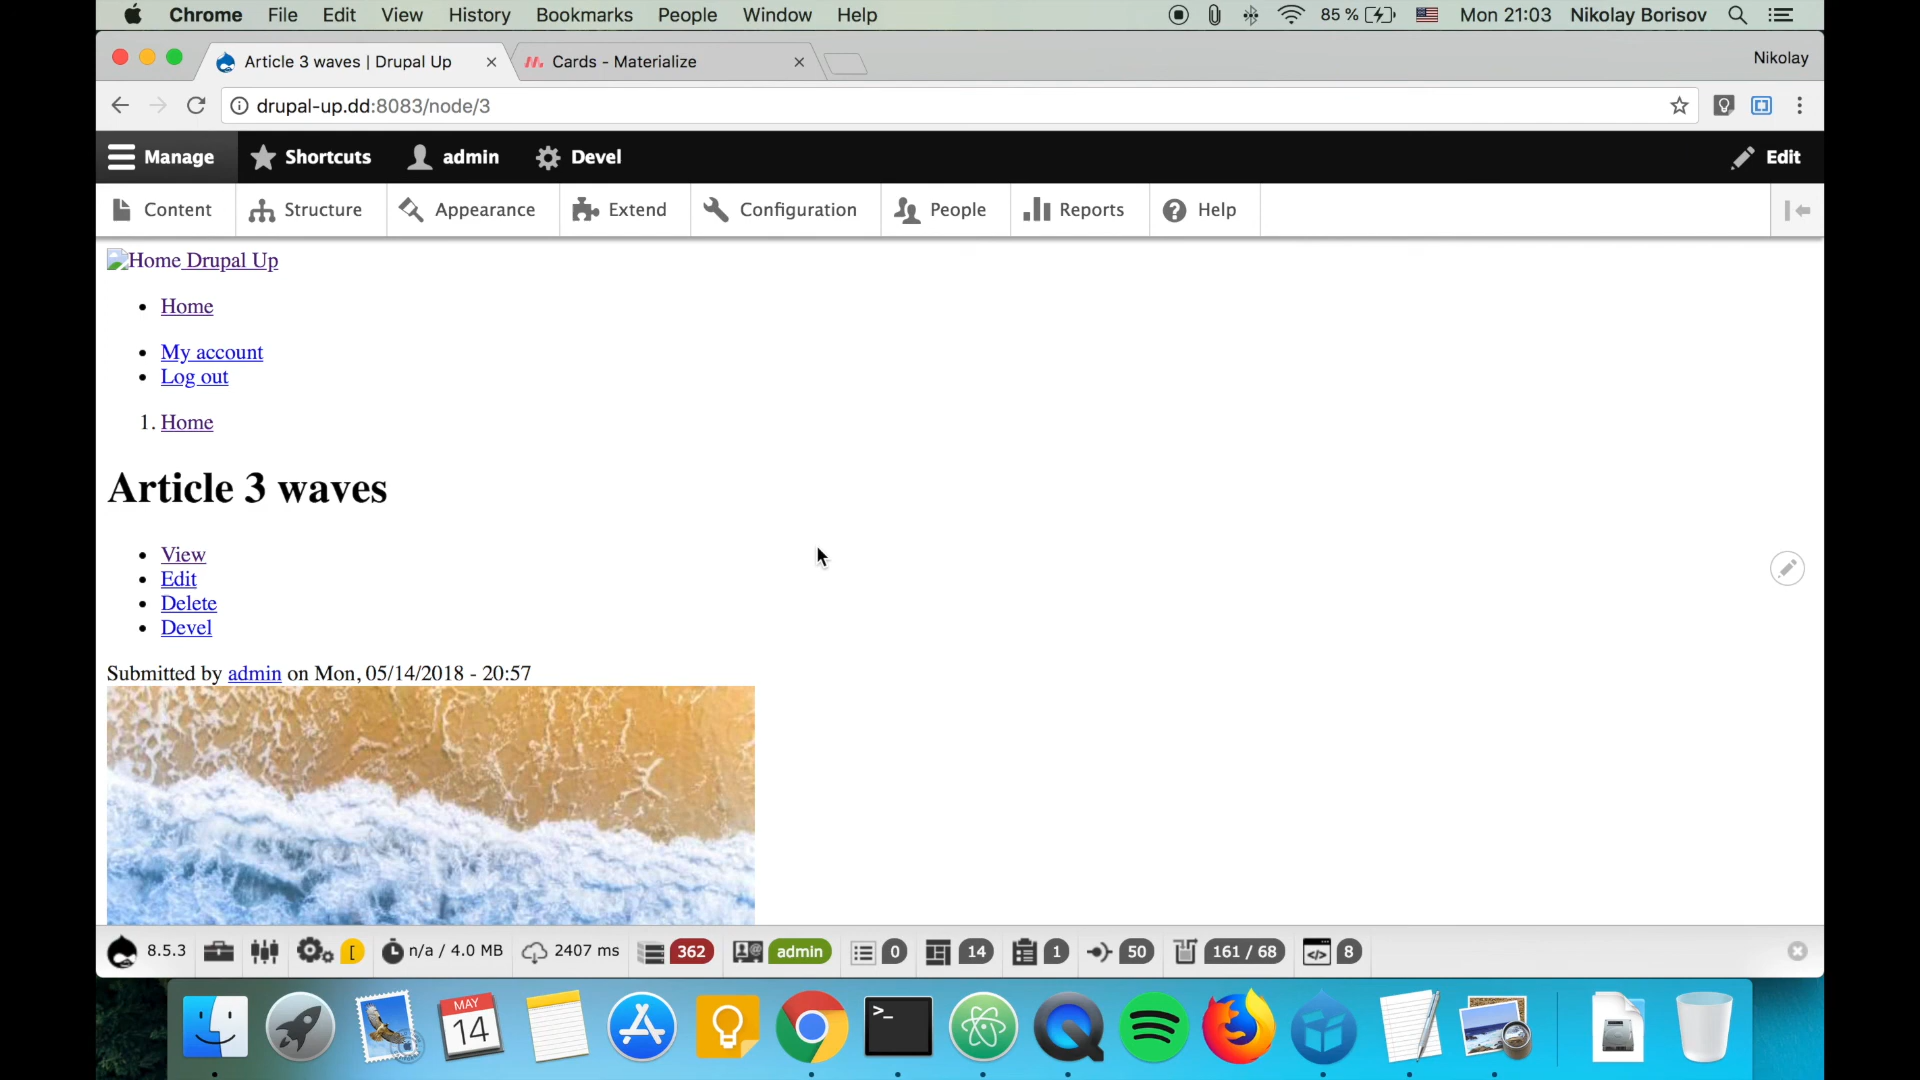 Chrome File Edit View History Bookmarks People Window Help 85 % Mon 21:03 Nikolay Borisov
Article 3 waves | Drupal Up Cards - Materialize Nikolay
drupal-up.dd:8083/node/3
Manage Shortcuts admin Devel Edit
Content Structure Appearance Extend Configuration People Reports Help
Home Drupal Up
Home
My account
Log out
1. Home
Article 3 waves
View
Edit
Delete
Devel
Submitted by admin on Mon, 05/14/2018 - 20:57
8.5.3 [ n/a / 4.0 MB 2407 ms 362 admin 0 14 1 50 161 / 68 8
MAY
14